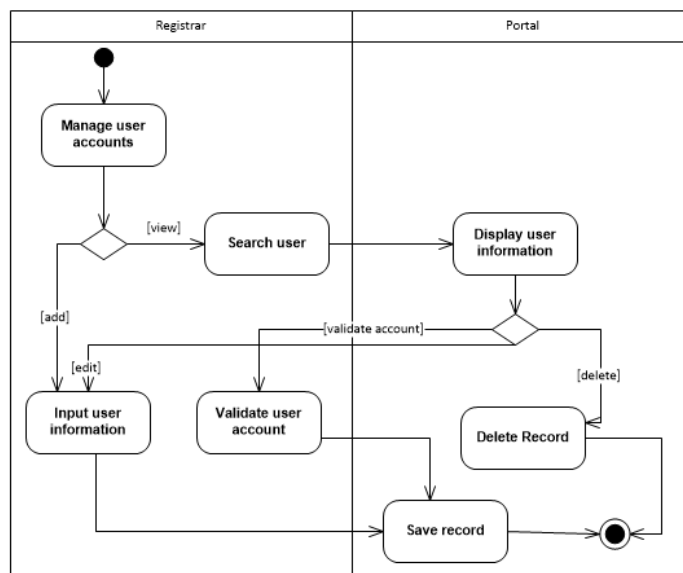 Registrar
Portal
Manage user
accounts
[view]
Search user
Display user
information
[add]
[validate account]
[edit]
[delete]
Input user
information
Validate user
account
Delete Record
Save record